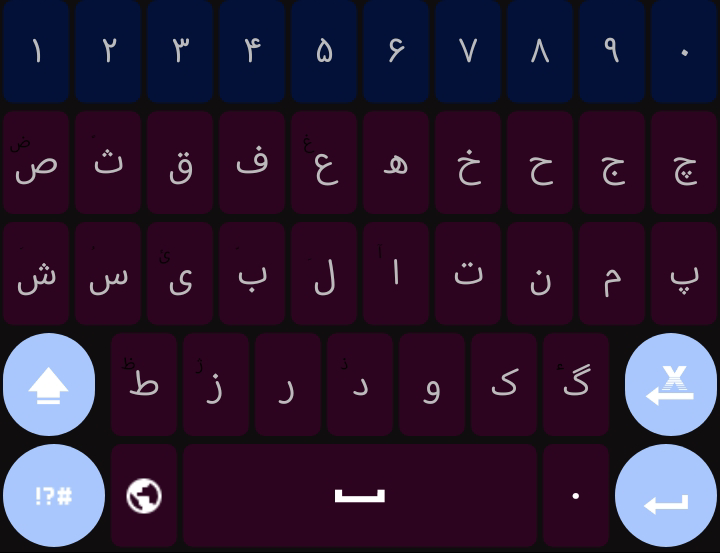 ۱ ۲ ۳ ۴ ۵ ۶ ۷ ۸ ۹ ۰
ض ص ث ق ف غ ع ه خ ح ج چ
ش س ئ ی ب ل آ ا ت ن م پ
ظ ط ژ ز ر ذ د و ک گ
!?# .